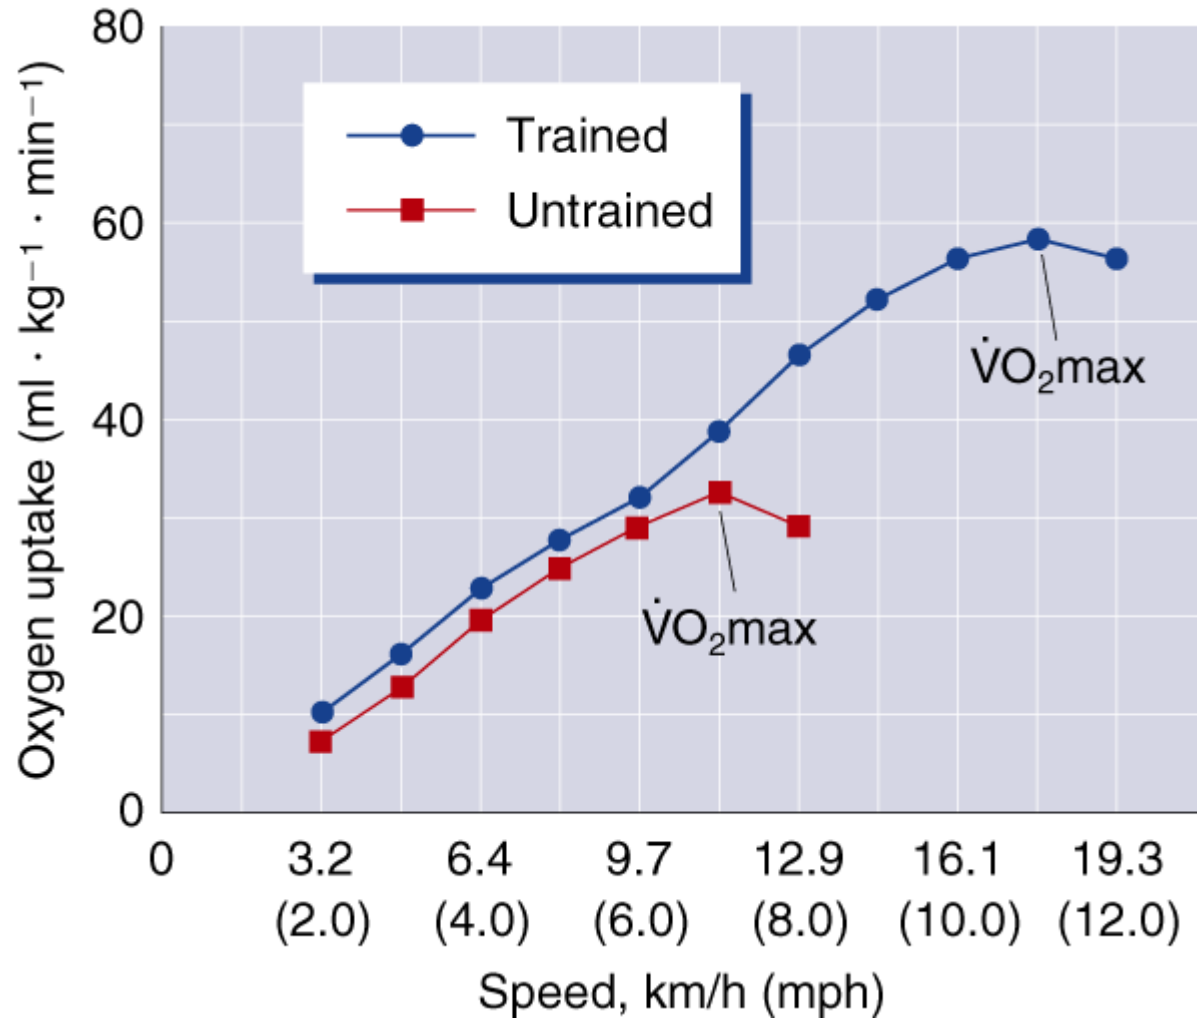 80
60
40
20
0
Oxygen uptake (ml · kg⁻¹ · min⁻¹)
Trained
Untrained
V̇O₂max
V̇O₂max
0 3.2 6.4 9.7 12.9 16.1 19.3
(2.0) (4.0) (6.0) (8.0) (10.0) (12.0)
Speed, km/h (mph)